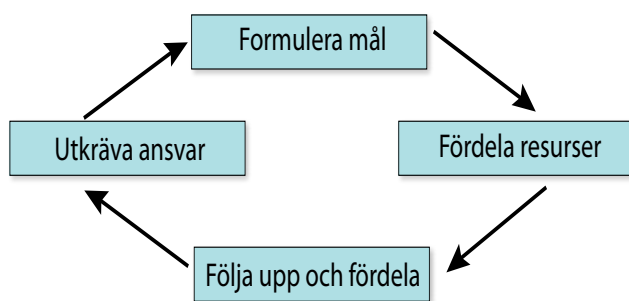 Formulera mål
Utkräva ansvar
Fördela resurser
Följa upp och fördela